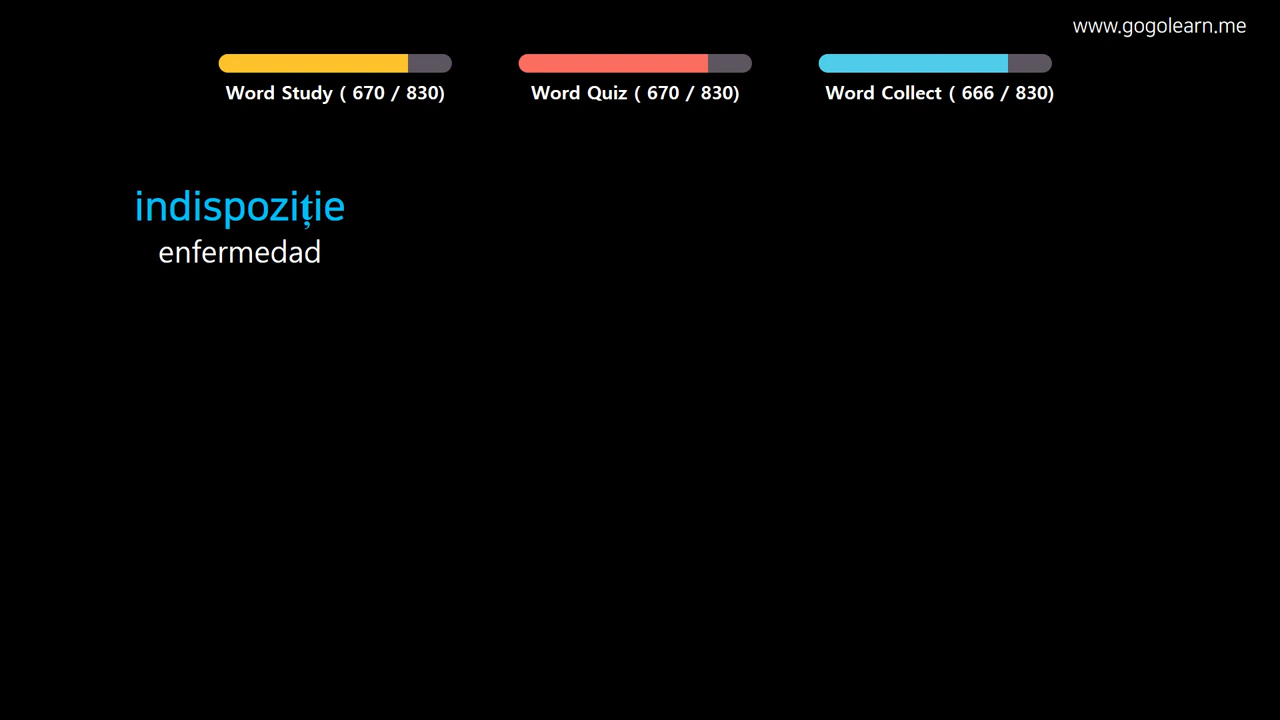 www.gogolearn.me
Word Study ( 670 / 830)
Word Quiz ( 670 / 830)
Word Collect ( 666 / 830)
indispoziție
enfermedad